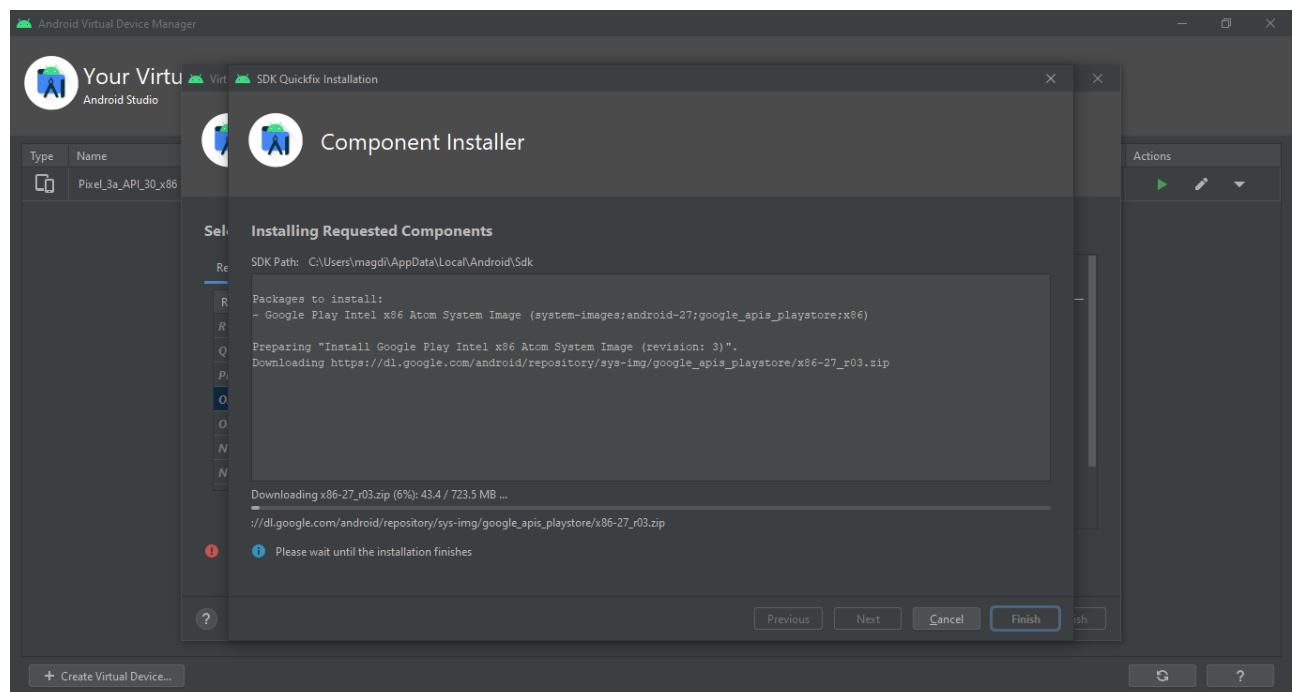 Android Virtual Device Manager
Your Virtu
Android Studio
Virt
SDK Quickfix Installation
Component Installer
Type Name Actions
Pixel_3a_API_30_x86
Sel
Installing Requested Components
Re
SDK Path: C:\Users\magdi\AppData\Local\Android\Sdk
R
Packages to install:
- Google Play Intel x86 Atom System Image (system-images;android-27;google_apis_playstore;x86)
R
Q
Preparing "Install Google Play Intel x86 Atom System Image (revision: 3)".
Downloading https://dl.google.com/android/repository/sys-img/google_apis_playstore/x86-27_r03.zip
P
O
O
N
N
Downloading x86-27_r03.zip (6%): 43.4 / 723.5 MB ...
://dl.google.com/android/repository/sys-img/google_apis_playstore/x86-27_r03.zip
Please wait until the installation finishes
? Previous Next Cancel Finish ish
+ Create Virtual Device... ?